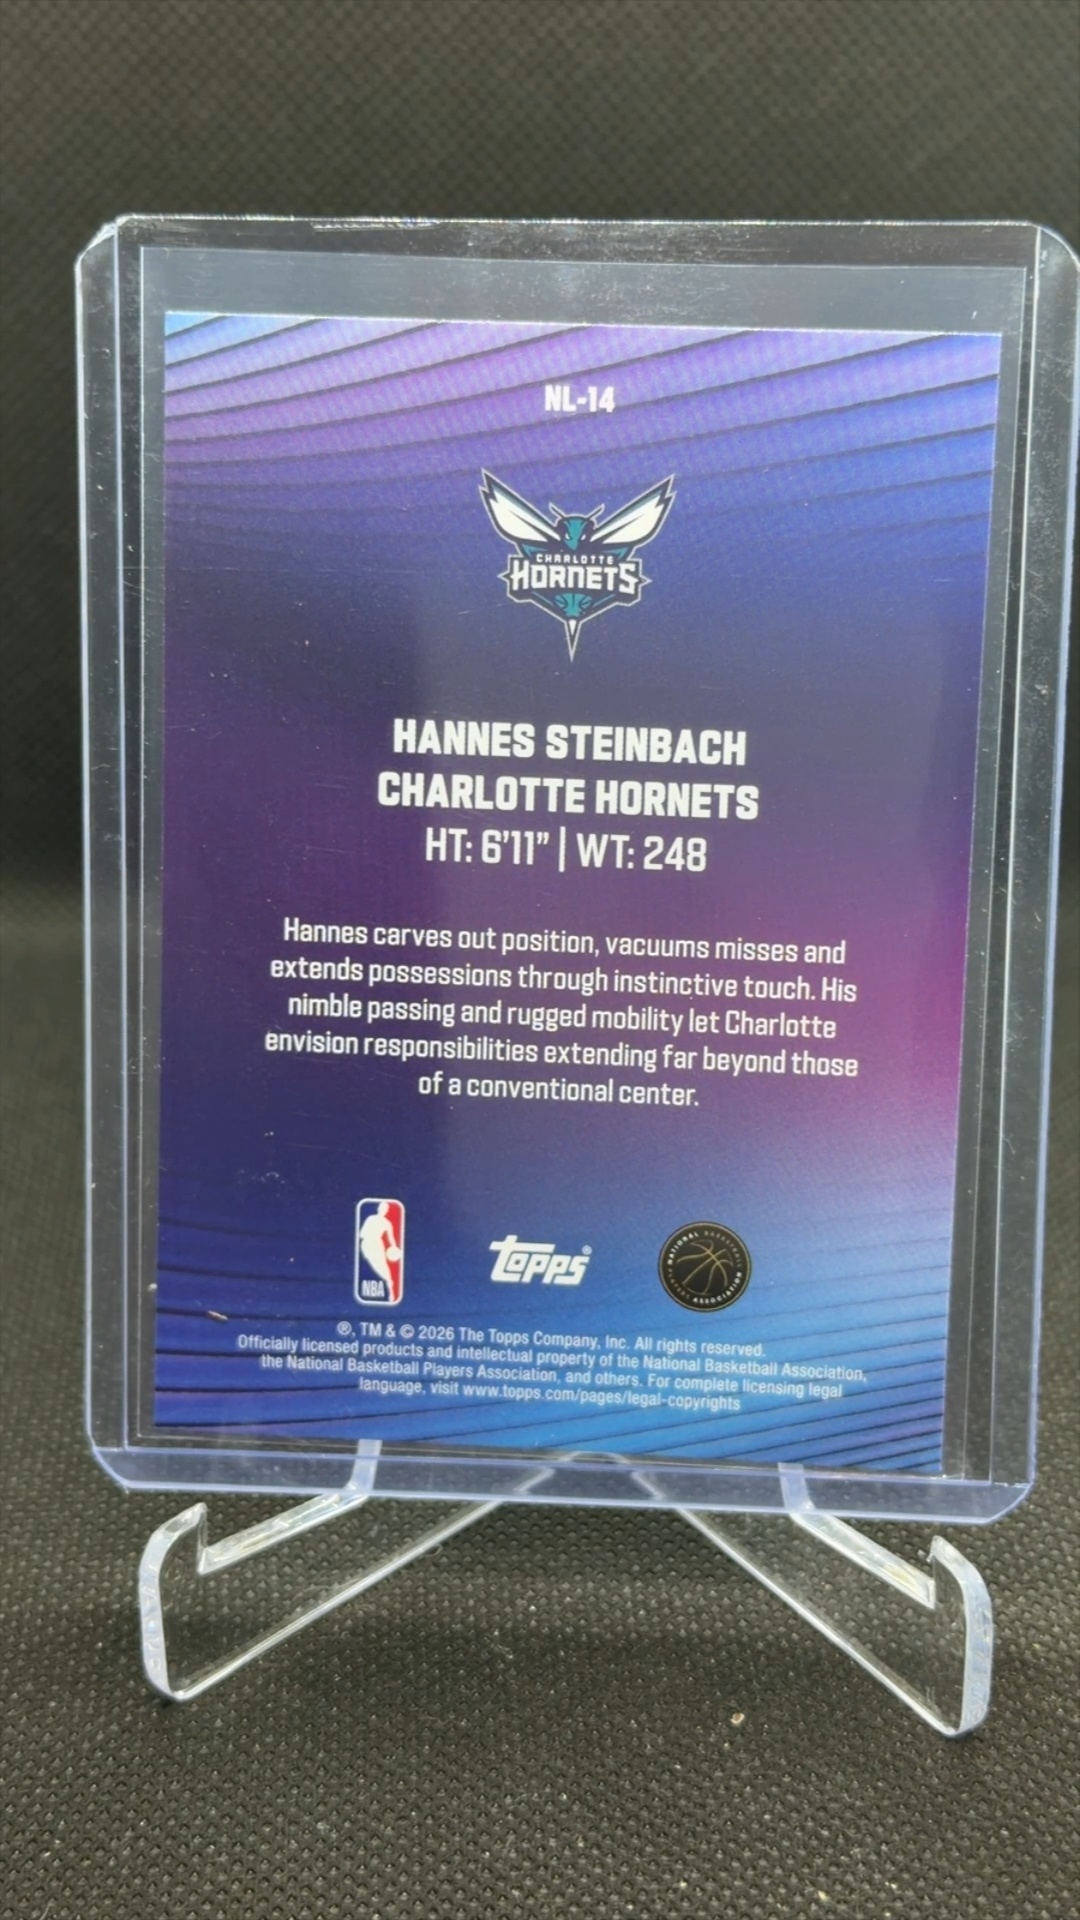 NL-14
CHARLOTTE
HORNETS
HANNES STEINBACH
CHARLOTTE HORNETS
HT: 6'11" | WT: 248
Hannes carves out position, vacuums misses and
extends possessions through instinctive touch. His
nimble passing and rugged mobility let Charlotte
envision responsibilities extending far beyond those
of a conventional center.
NBA
topps®
NATIONAL BASKETBALL PLAYERS ASSOCIATION
®, TM & © 2026 The Topps Company, Inc. All rights reserved.
Officially licensed products and intellectual property of the National Basketball Association,
the National Basketball Players Association, and others. For complete licensing legal
language, visit www.topps.com/pages/legal-copyrights